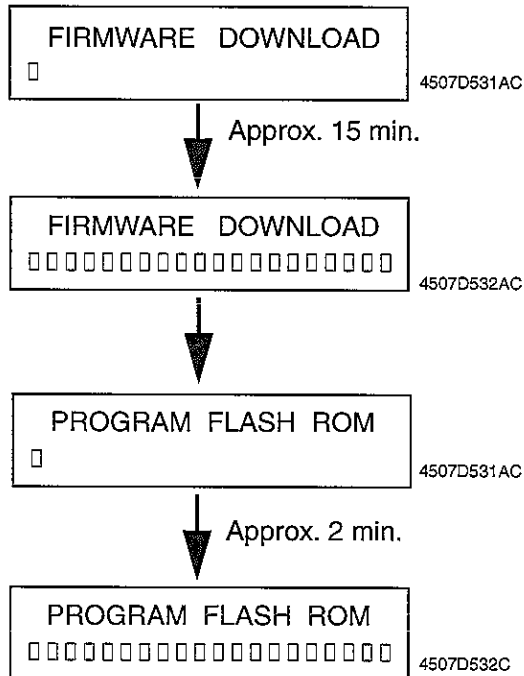 FIRMWARE DOWNLOAD
4507D531AC
Approx. 15 min.
FIRMWARE DOWNLOAD
4507D532AC
PROGRAM FLASH ROM
4507D531AC
Approx. 2 min.
PROGRAM FLASH ROM
4507D532C